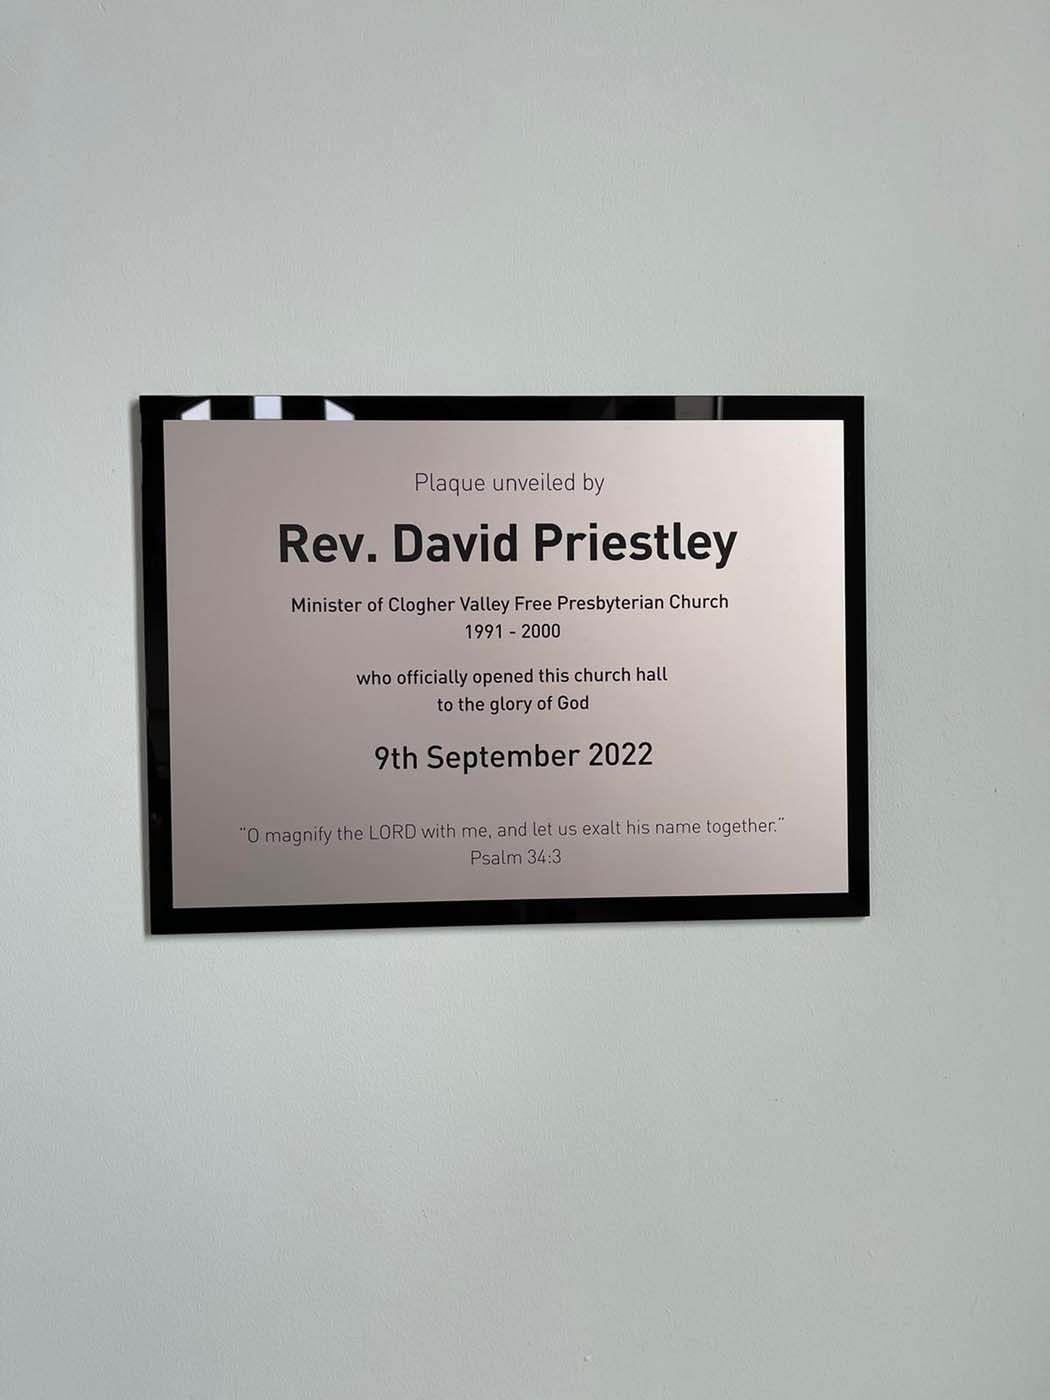 Plaque unveiled by
Rev. David Priestley
Minister of Clogher Valley Free Presbyterian Church
1991 - 2000
who officially opened this church hall
to the glory of God
9th September 2022
"O magnify the LORD with me, and let us exalt his name together."
Psalm 34:3